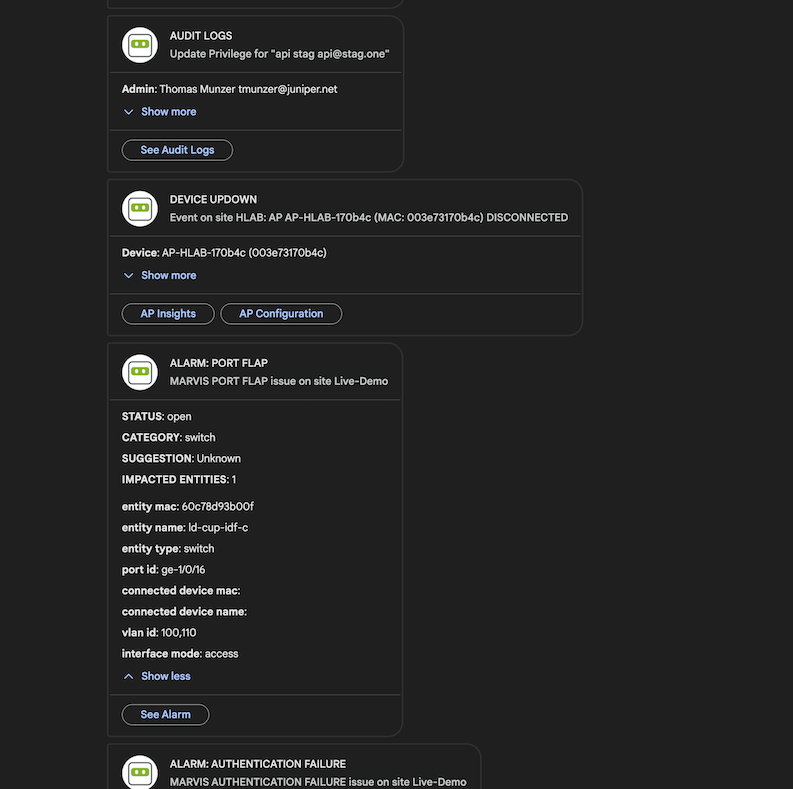 AUDIT LOGS
Update Privilege for "api stag api@stag.one"
Admin: Thomas Munzer tmunzer@juniper.net
Show more
See Audit Logs
DEVICE UPDOWN
Event on site HLAB: AP AP-HLAB-170b4c (MAC: 003e73170b4c) DISCONNECTED
Device: AP-HLAB-170b4c (003e73170b4c)
Show more
AP Insights AP Configuration
ALARM: PORT FLAP
MARVIS PORT FLAP issue on site Live-Demo
STATUS: open
CATEGORY: switch
SUGGESTION: Unknown
IMPACTED ENTITIES: 1
entity mac: 60c78d93b00f
entity name: ld-cup-idf-c
entity type: switch
port id: ge-1/0/16
connected device mac:
connected device name:
vlan id: 100,110
interface mode: access
Show less
See Alarm
ALARM: AUTHENTICATION FAILURE
MARVIS AUTHENTICATION FAILURE issue on site Live-Demo